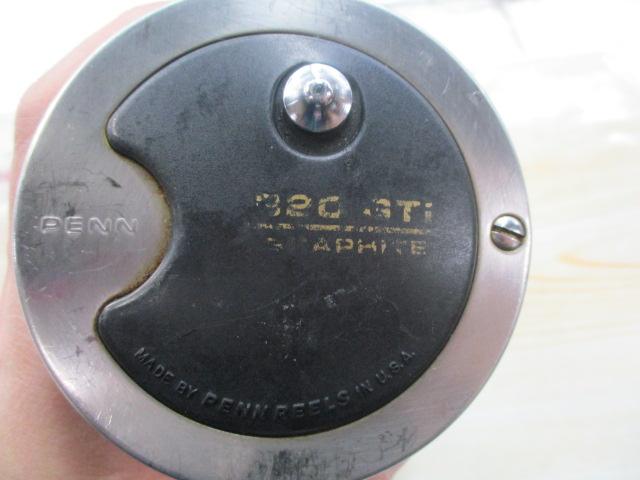 PENN
320 GTi
GRAPHITE
MADE BY PENN REELS IN U.S.A.